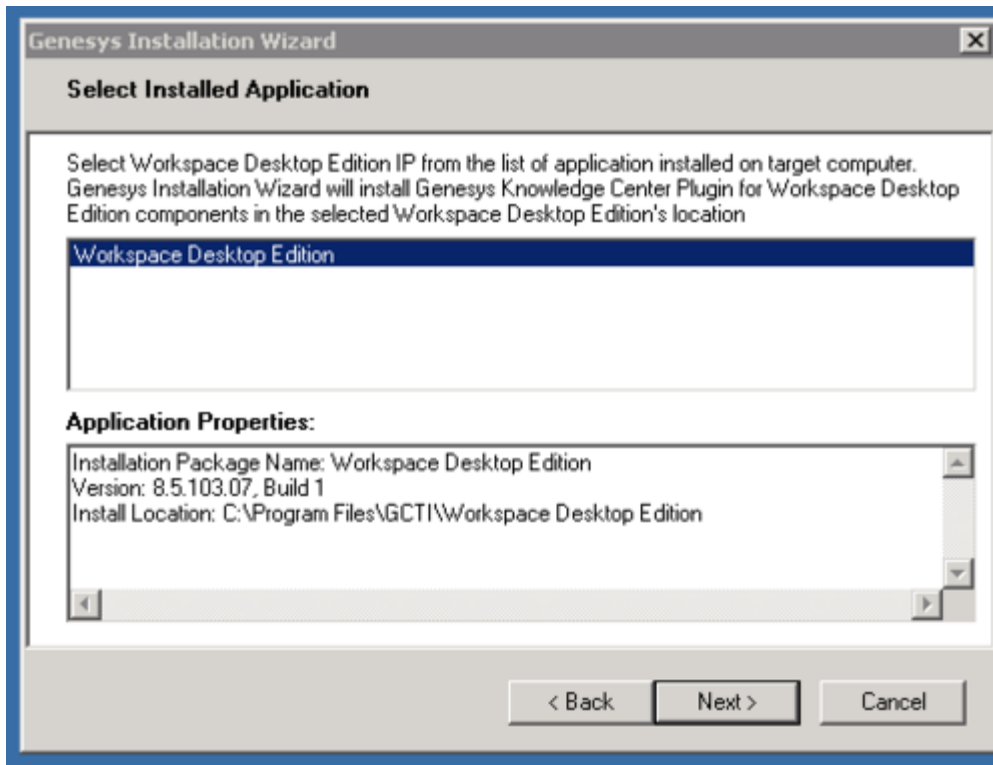 Genesys Installation Wizard
Select Installed Application
Select Workspace Desktop Edition IP from the list of application installed on target computer.
Genesys Installation Wizard will install Genesys Knowledge Center Plugin for Workspace Desktop
Edition components in the selected Workspace Desktop Edition's location
Workspace Desktop Edition
Application Properties:
Installation Package Name: Workspace Desktop Edition
Version: 8.5.103.07, Build 1
Install Location: C:\Program Files\GCTI\Workspace Desktop Edition
< Back Next > Cancel